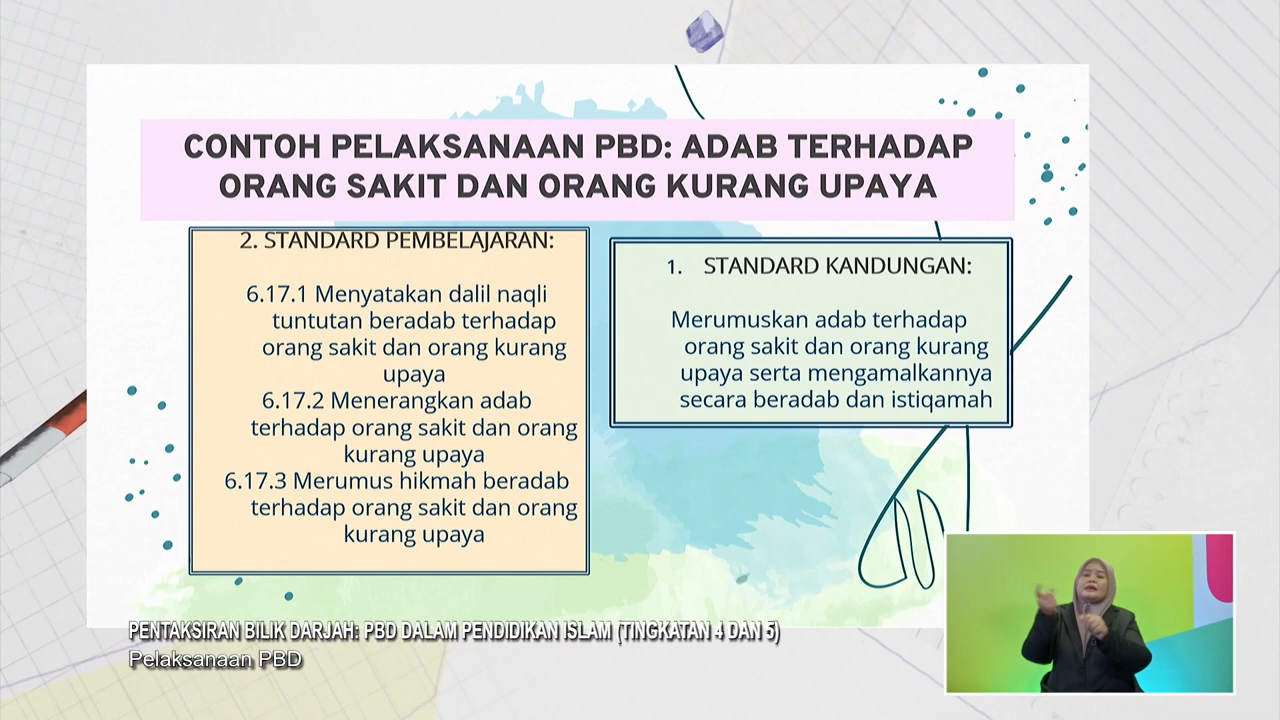 CONTOH PELAKSANAAN PBD: ADAB TERHADAP
ORANG SAKIT DAN ORANG KURANG UPAYA
2. STANDARD PEMBELAJARAN:
6.17.1 Menyatakan dalil naqli
tuntutan beradab terhadap
orang sakit dan orang kurang
upaya
6.17.2 Menerangkan adab
terhadap orang sakit dan orang
kurang upaya
6.17.3 Merumus hikmah beradab
terhadap orang sakit dan orang
kurang upaya
1. STANDARD KANDUNGAN:
Merumuskan adab terhadap
orang sakit dan orang kurang
upaya serta mengamalkannya
secara beradab dan istiqamah
PENTAKSIRAN BILIK DARJAH: PBD DALAM PENDIDIKAN ISLAM (TINGKATAN 4 DAN 5)
Pelaksanaan PBD